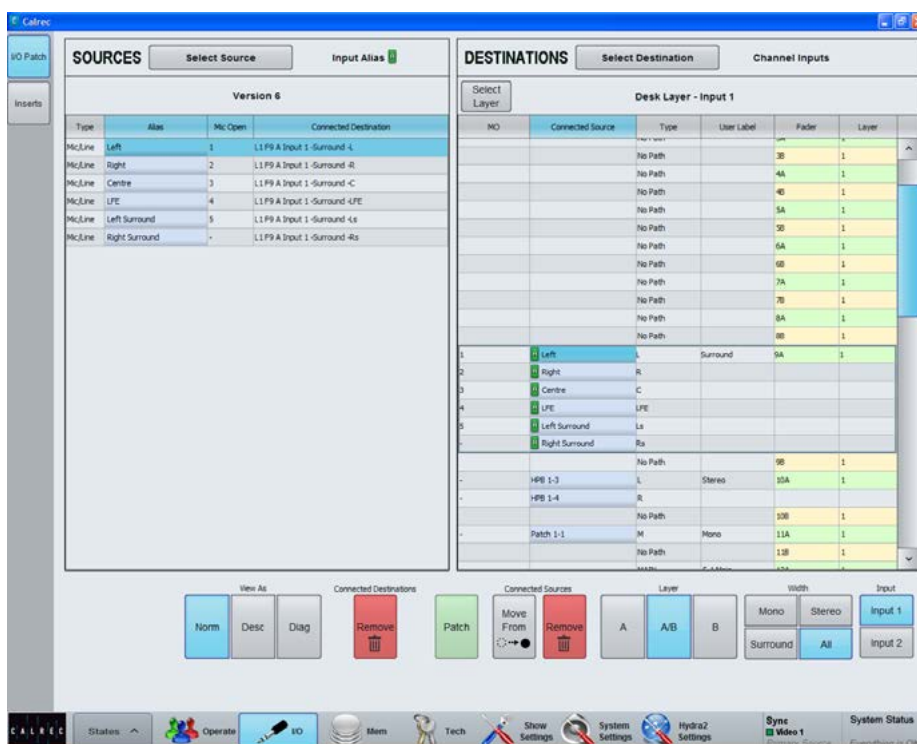 Calrec
I/O Patch
Inserts
SOURCES Select Source Input Alias
Version 6
Type Alias Mic Open Connected Destination
Mic/Line Left 1 L1 F9 A Input 1 -Surround -L
Mic/Line Right 2 L1 F9 A Input 1 -Surround -R
Mic/Line Centre 3 L1 F9 A Input 1 -Surround -C
Mic/Line LFE 4 L1 F9 A Input 1 -Surround -LFE
Mic/Line Left Surround 5 L1 F9 A Input 1 -Surround -Ls
Mic/Line Right Surround - L1 F9 A Input 1 -Surround -Rs
DESTINATIONS Select Destination Channel Inputs
Select Layer
Desk Layer - Input 1
MO Connected Source Type User Label Fader Layer
No Path 3B 1
No Path 4A 1
No Path 4B 1
No Path 5A 1
No Path 5B 1
No Path 6A 1
No Path 6B 1
No Path 7A 1
No Path 7B 1
No Path 8A 1
No Path 8B 1
1 Left L Surround 9A 1
2 Right R
3 Centre C
4 LFE LFE
5 Left Surround Ls
- Right Surround Rs
No Path 9B 1
- HPB 1-3 L Stereo 10A 1
- HPB 1-4 R
No Path 10B 1
- Patch 1-1 M Mono 11A 1
No Path 11B 1
View As
Norm Desc Diag
Connected Destinations
Remove
Patch
Connected Sources
Move From
Remove
Layer
A A/B B
Width
Mono Stereo
Surround All
Input
Input 1
Input 2
CALREC
States Operate I/O Mem Tech Show Settings System Settings Hydra2 Settings
Sync
Video 1
System Status